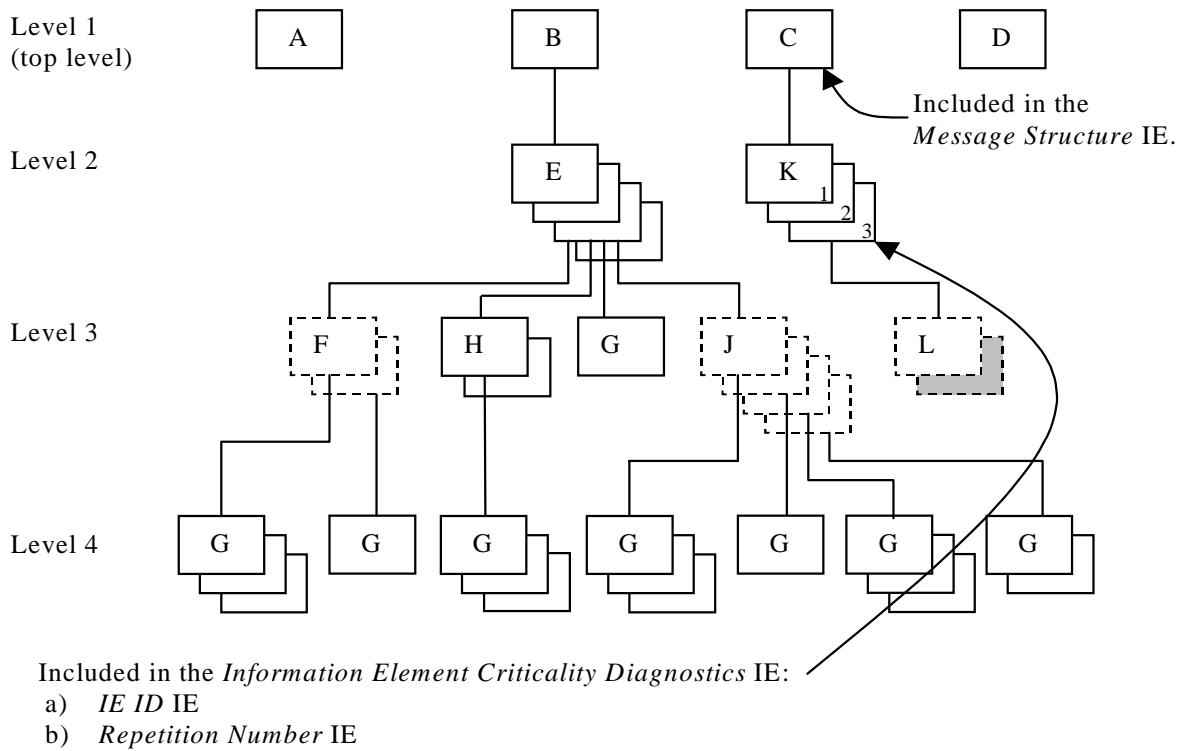 Level 1
(top level)
A
B
C
D
Included in the
Message Structure IE.
Level 2
E
K
1
2
3
Level 3
F
H
G
J
L
Level 4
G
G
G
G
G
G
G
Included in the Information Element Criticality Diagnostics IE:
a) IE ID IE
b) Repetition Number IE